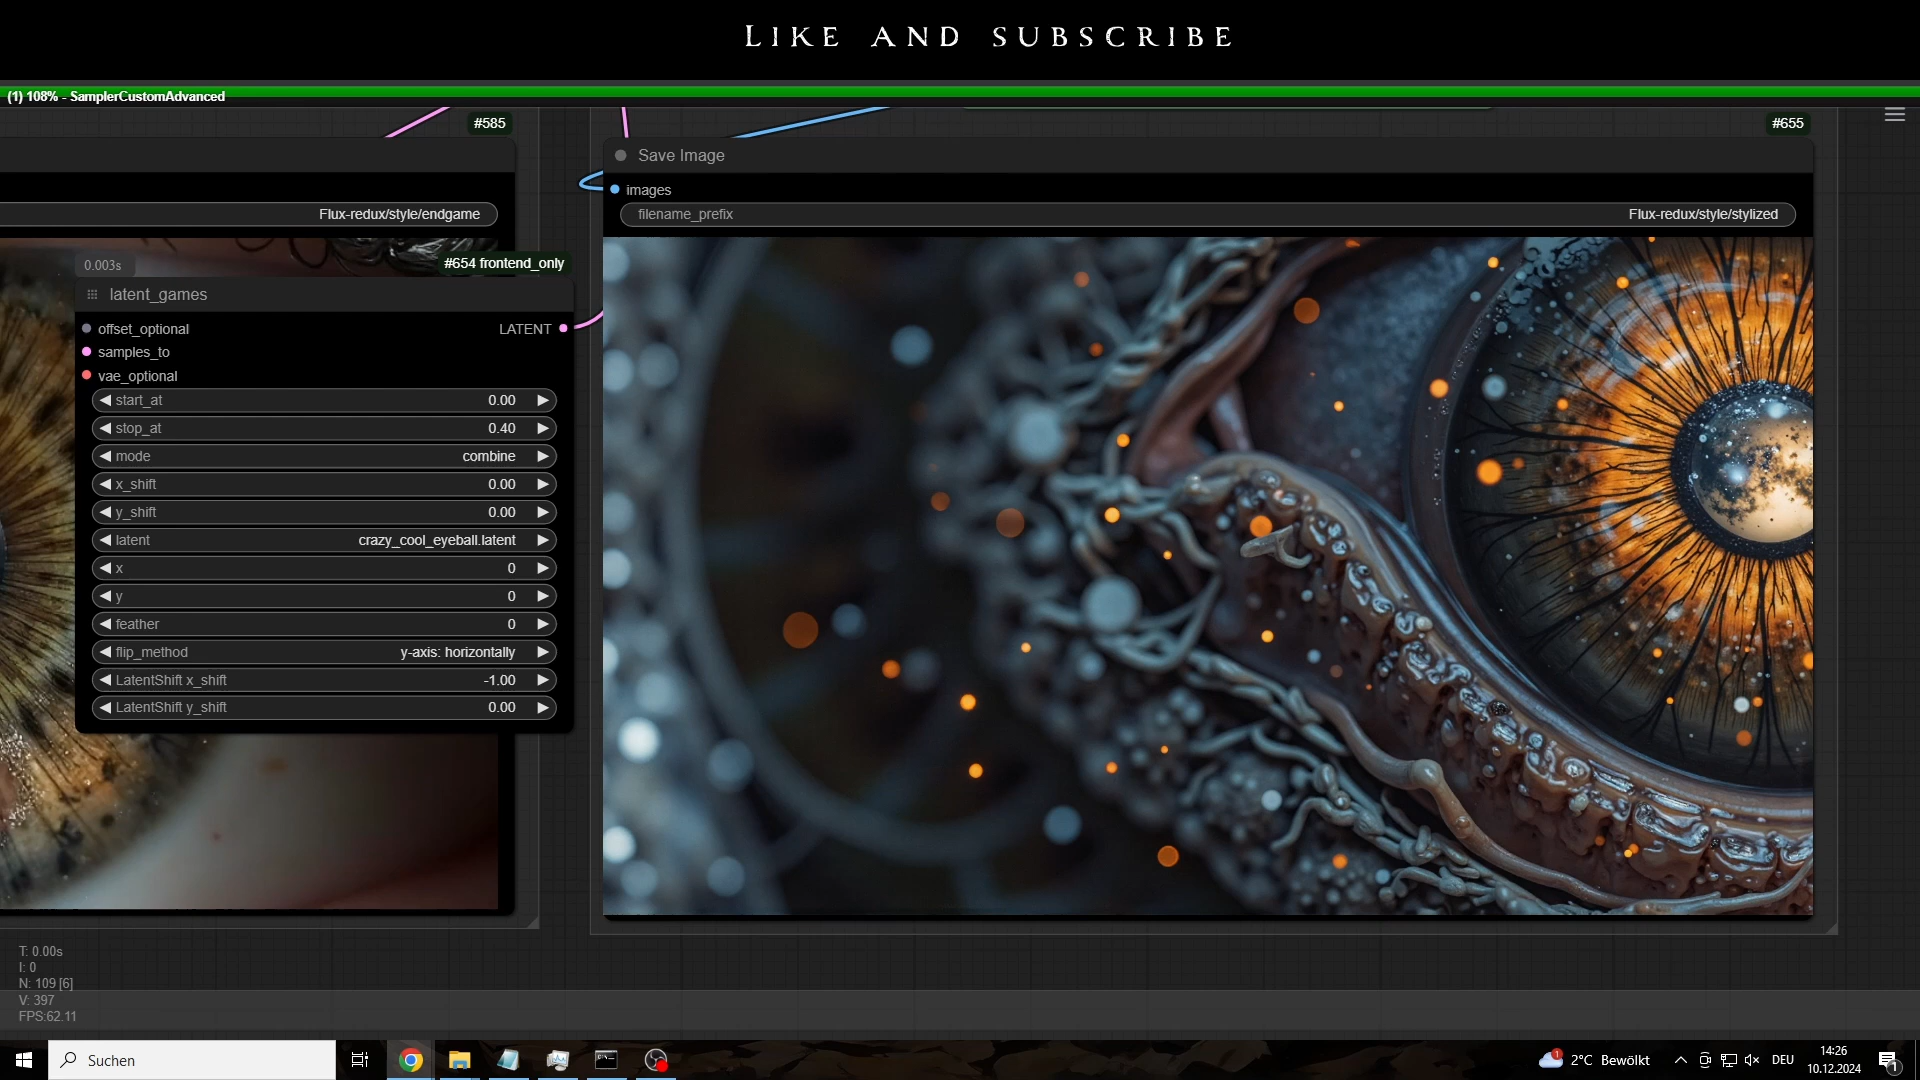 LIKE AND SUBSCRIBE
(1) 108% - SamplerCustomAdvanced
#585
#655
Save Image
images
Flux-redux/style/endgame
filename_prefix
Flux-redux/style/stylized
0.003s
#654 frontend_only
latent_games
offset_optional
LATENT
samples_to
vae_optional
start_at
0.00
stop_at
0.40
mode
combine
x_shift
0.00
y_shift
0.00
latent
crazy_cool_eyeball.latent
x
0
y
0
feather
0
flip_method
y-axis: horizontally
LatentShift x_shift
-1.00
LatentShift y_shift
0.00
T: 0.00s
I: 0
N: 109 [6]
V: 397
FPS:62.11
Suchen
1
2°C Bewölkt
DEU
14:26
10.12.2024
1